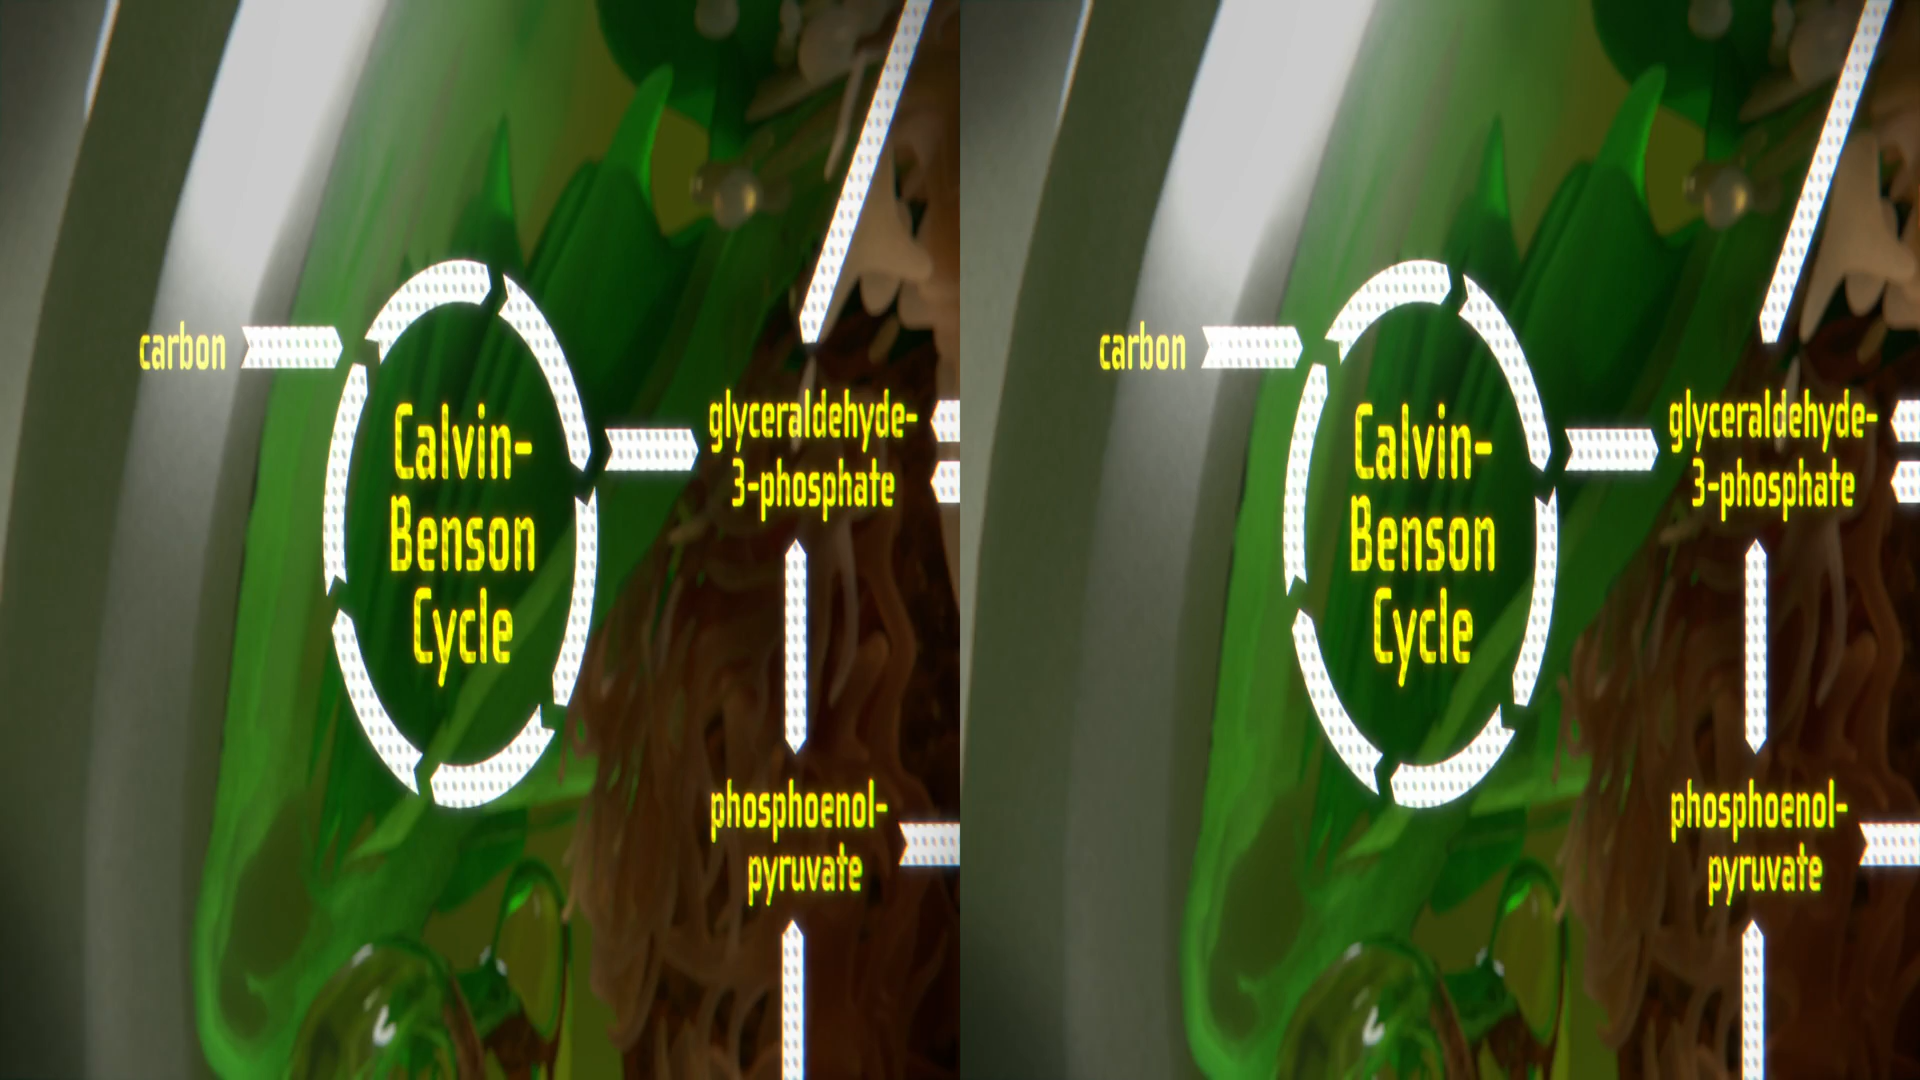 carbon
Calvin-
Benson
Cycle
glyceraldehyde-
3-phosphate
phosphoenol-
pyruvate
carbon
Calvin-
Benson
Cycle
glyceraldehyde-
3-phosphate
phosphoenol-
pyruvate